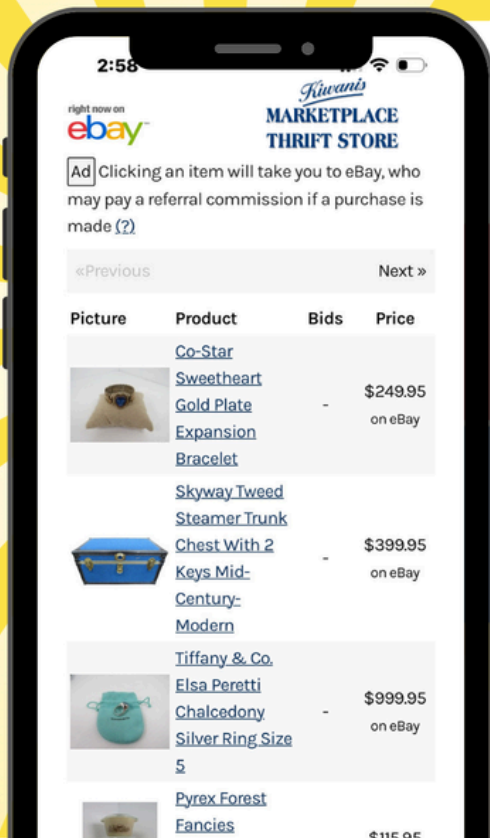 2:58
right now on
ebay™
Kiwanis
MARKETPLACE
THRIFT STORE
Ad Clicking an item will take you to eBay, who
may pay a referral commission if a purchase is
made (?)
«Previous
Next »
Picture Product Bids Price
Co-Star
Sweetheart
Gold Plate
Expansion
Bracelet
-
$249.95
on eBay
Skyway Tweed
Steamer Trunk
Chest With 2
Keys Mid-
Century-
Modern
-
$399.95
on eBay
Tiffany & Co.
Elsa Peretti
Chalcedony
Silver Ring Size
5
-
$999.95
on eBay
Pyrex Forest
Fancies
$115.95